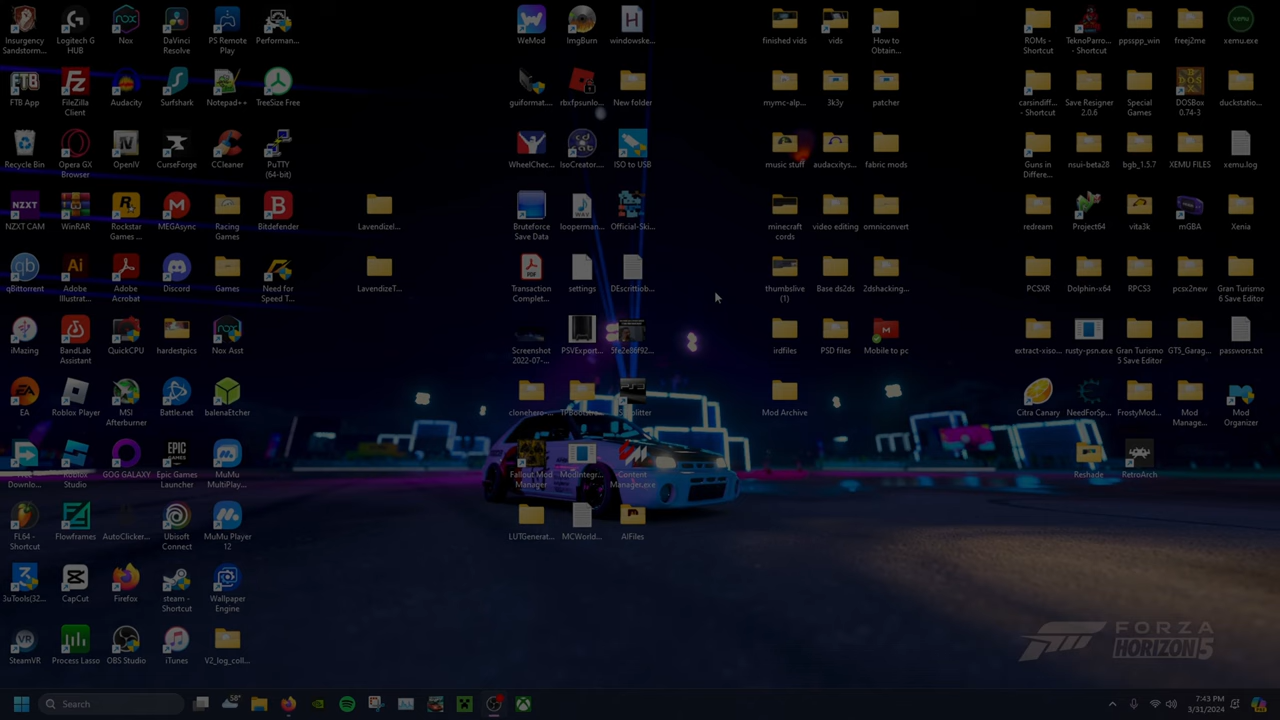 Insurgency
Sandstorm...
Logitech G
HUB
Nox
DaVinci
Resolve
PS Remote
Play
Performan...
FTB App
FileZilla
Client
Audacity
Surfshark
Notepad++
TreeSize Free
Recycle Bin
Opera GX
Browser
OpenIV
CurseForge
CCleaner
PuTTY
(64-bit)
NZXT CAM
WinRAR
Rockstar
Games ...
MEGAsync
Racing
Games
Bitdefender
qBittorrent
Adobe
Illustrat...
Adobe
Acrobat
Discord
Games
Need for
Speed T...
iMazing
BandLab
Assistant
QuickCPU
hardestpics
Nox Asst
EA
Roblox Player
MSI
Afterburner
Battle.net
balenaEtcher
Downlo...
Roblox
Studio
GOG GALAXY
Epic Games
Launcher
MuMu
MultiPlay...
FL64 -
Shortcut
Flowframes
AutoClicker...
Ubisoft
Connect
MuMu Player
12
3uTools(32...
CapCut
Firefox
steam -
Shortcut
Wallpaper
Engine
SteamVR
Process Lasso
OBS Studio
iTunes
V2_log_coll...
LavendizeI...
LavendizeT...
WeMod
ImgBurn
windowske...
guiformat...
rbxfpsunlo...
New folder
WheelChec...
IsoCreator...
ISO to USB
Bruteforce
Save Data
looperman...
Official-Ski...
Transaction
Complet...
settings
DEscrittiob...
Screenshot
2022-07-...
PSVExport...
5fe2e86f92...
clonehero-...
TPBootstr...
Fallout Mod
Manager
ModIntegr...
Content
Manager.exe
LUTGenerat...
MCWorld...
AIFiles
finished vids
vids
How to
Obtain...
mymc-alp...
3k3y
patcher
music stuff
audacxitys...
fabric mods
minecraft
cords
video editing
omniconvert
thumbslive
(1)
Base ds2ds
2dshacking...
irdfiles
PSD files
Mobile to pc
Mod Archive
ROMs -
Shortcut
TeknoParro...
- Shortcut
ppsspp_win
freej2me
xemu.exe
carsindiff...
- Shortcut
Save Resigner
2.0.6
Special
Games
DOSBox
0.74-3
duckstatio...
Guns in
Differe...
nsui-beta28
bgb_1.5.7
XEMU FILES
xemu.log
redream
Project64
vita3k
mGBA
Xenia
PCSXR
Dolphin-x64
RPCS3
pcsx2new
Gran Turismo
6 Save Editor
extract-xiso...
rusty-psn.exe
Gran Turismo
5 Save Editor
GT5_Garag...
passwors.txt
Citra Canary
NeedForSp...
FrostyMod...
Mod
Manage...
Mod
Organizer
Reshade
RetroArch
FORZA
HORIZON 5
Search
58°
7:43 PM
5/31/2024